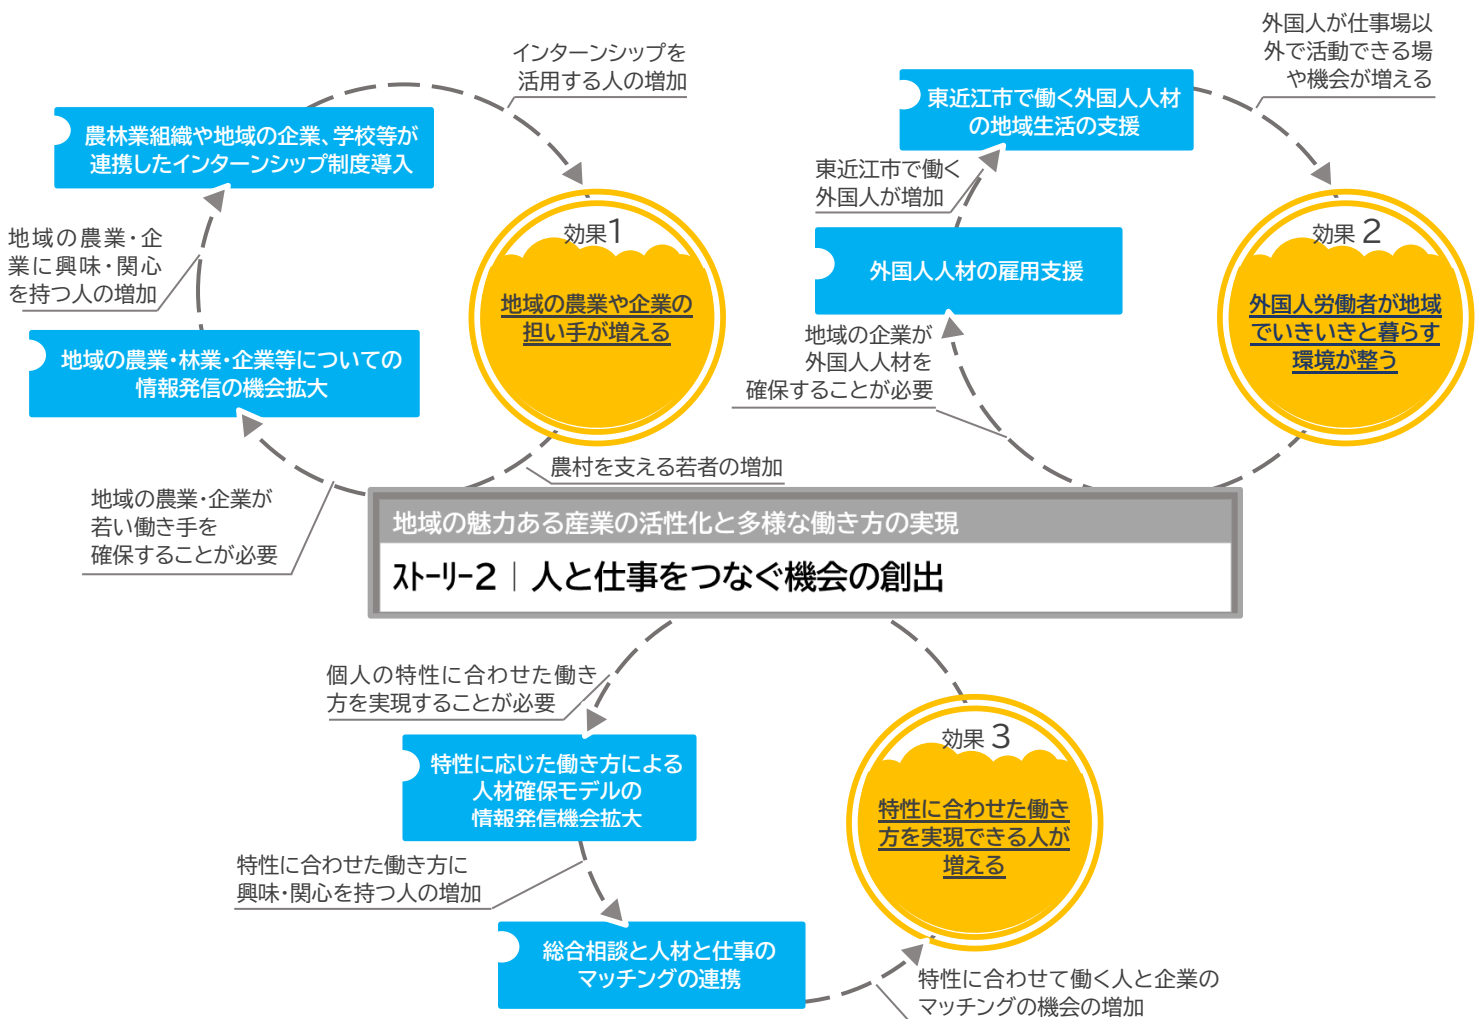 インターンシップを
活用する人の増加
農林業組織や地域の企業、学校等が
連携したインターンシップ制度導入
地域の農業・企
業に興味・関心
を持つ人の増加
地域の農業・林業・企業等についての
情報発信の機会拡大
地域の農業・企業が
若い働き手を
確保することが必要
効果1
地域の農業や企業の
担い手が増える
農村を支える若者の増加
外国人が仕事場以
外で活動できる場
や機会が増える
東近江市で働く外国人人材
の地域生活の支援
東近江市で働く
外国人が増加
外国人人材の雇用支援
地域の企業が
外国人人材を
確保することが必要
効果 2
外国人労働者が地域
でいきいきと暮らす
環境が整う
地域の魅力ある産業の活性化と多様な働き方の実現
ストーリー2｜人と仕事をつなぐ機会の創出
個人の特性に合わせた働き
方を実現することが必要
特性に応じた働き方による
人材確保モデルの
情報発信機会拡大
特性に合わせた働き方に
興味・関心を持つ人の増加
総合相談と人材と仕事の
マッチングの連携
効果 3
特性に合わせた働き
方を実現できる人が
増える
特性に合わせて働く人と企業の
マッチングの機会の増加